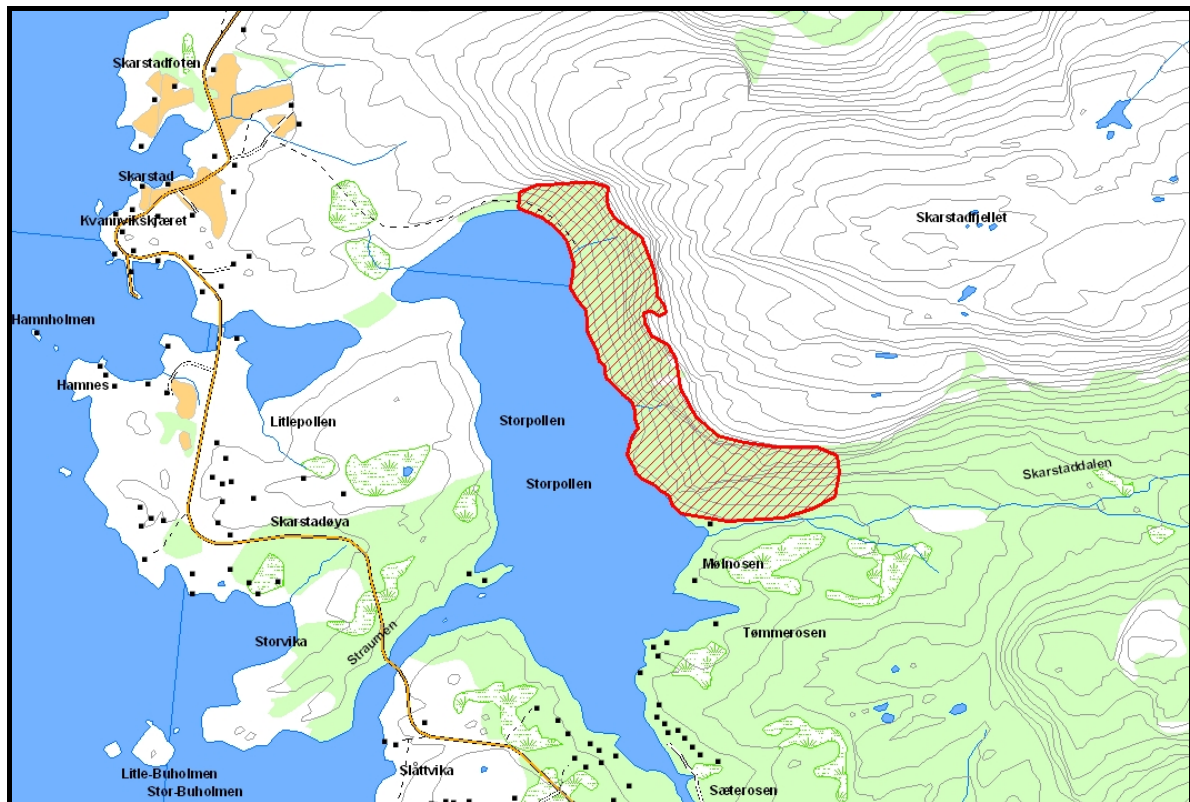 Skarstadfoten
Skarstad
Kvannvikskjæret
Skarstadfjellet
Hamnholmen
Hamnes
Litlepollen
Storpollen
Skarstaddalen
Storpollen
Skarstadøya
Mølnosen
Tømmerosen
Storvika
Straumen
Slåttvika
Litle-Buholmen
Stor-Buholmen
Sæterosen